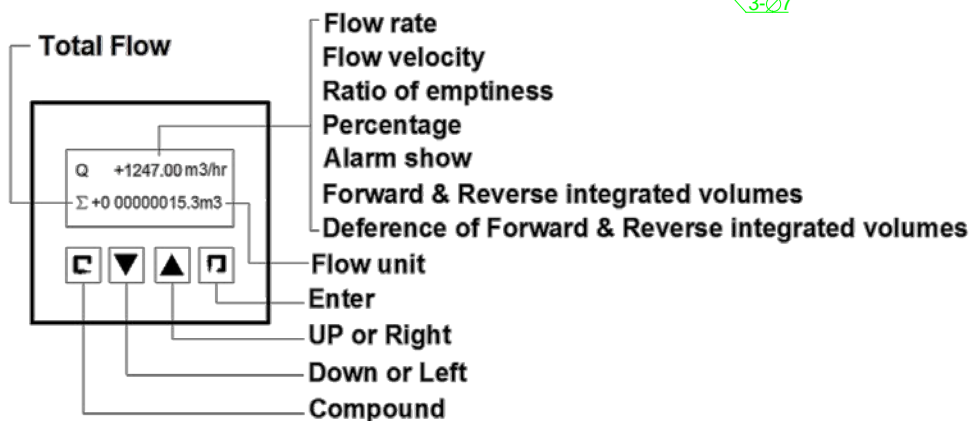 3-Ø7
Flow rate
Total Flow
Flow velocity
Ratio of emptiness
Percentage
Alarm show
Q +1247.00 m3/hr
Forward & Reverse integrated volumes
Σ +0 00000015.3m3
Deference of Forward & Reverse integrated volumes
Flow unit
Enter
UP or Right
Down or Left
Compound